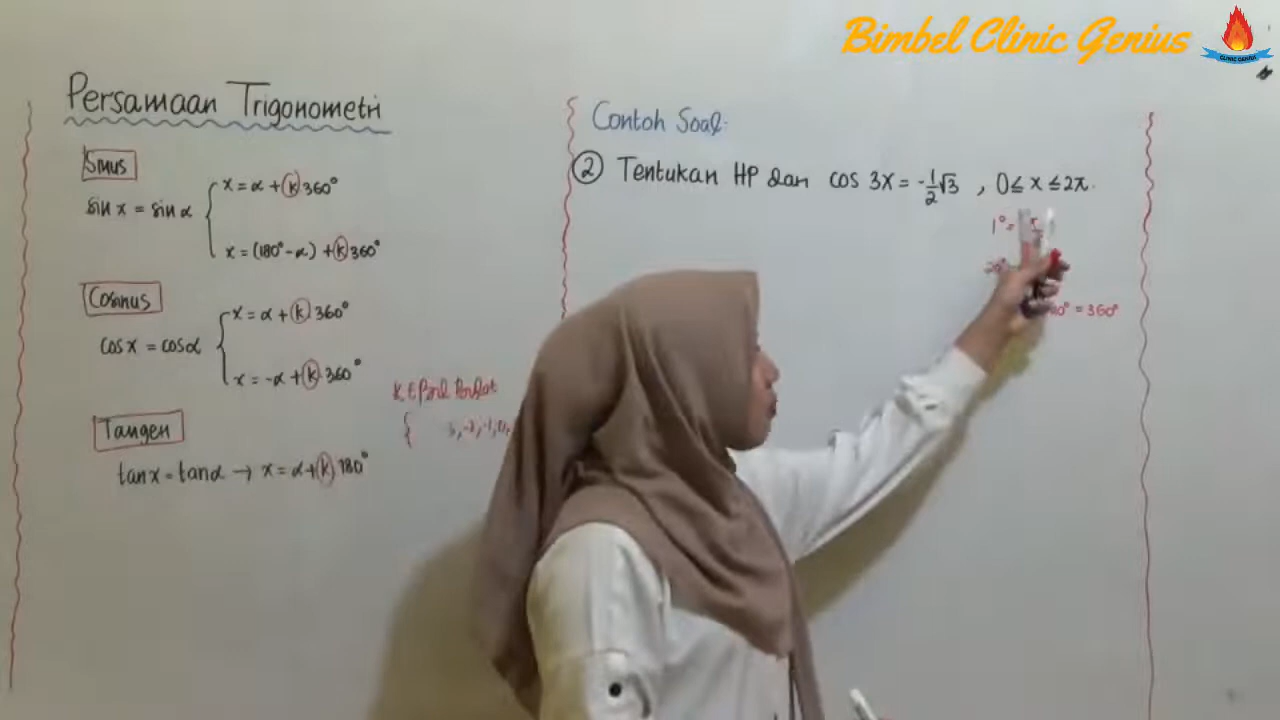 Bimbel Clinic Genius
Persamaan Trigonometri
Sinus
sin x = sin α
x = α + k 360°
x = (180° - α) + k 360°
Cosinus
cos x = cos α
x = α + k 360°
x = -α + k 360°
Tangen
tan x = tan α → x = α + k 180°
Contoh Soal
② Tentukan HP dari cos 3x = -1/2 √3 , 0 ≤ x ≤ 2π.
1° =
= 360°